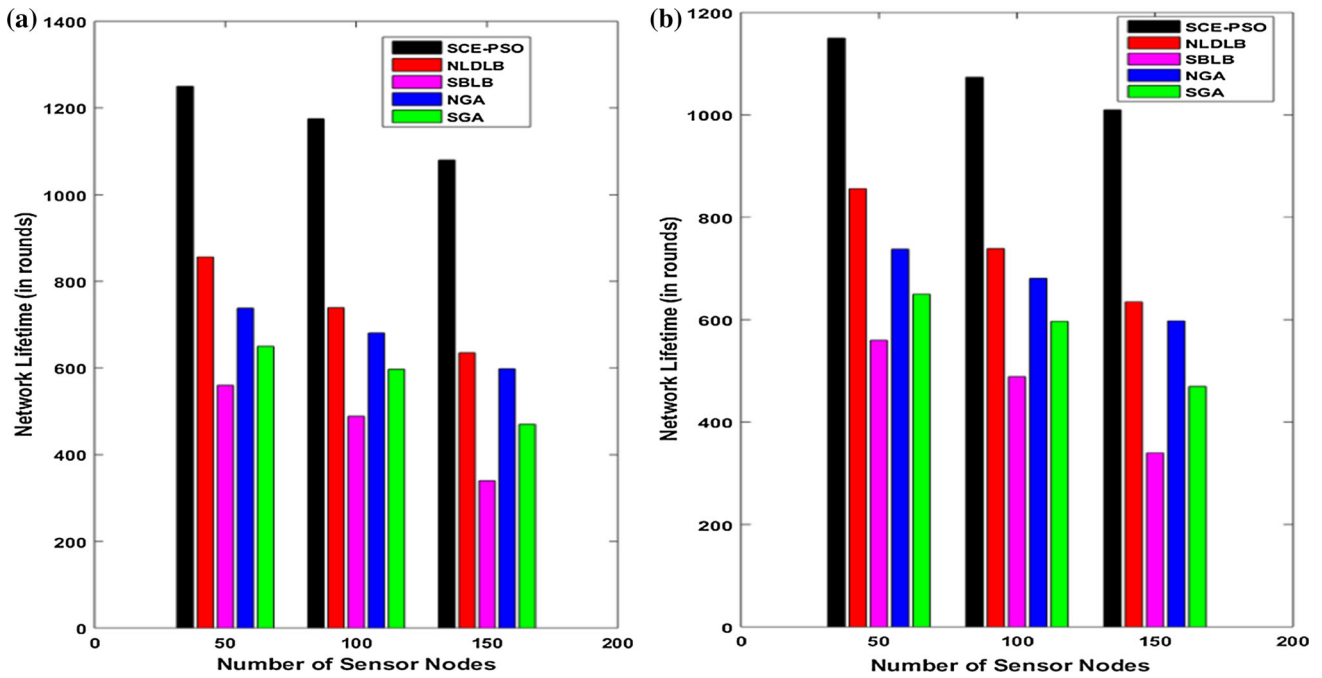 (a)
1400
1200
1000
800
600
400
200
0
0
50
100
150
200
Network Lifetime (in rounds)
Number of Sensor Nodes
SCE-PSO
NLDLB
SBLB
NGA
SGA
(b)
1200
1000
800
600
400
200
0
0
50
100
150
200
Network Lifetime (in rounds)
Number of Sensor Nodes
SCE-PSO
NLDLB
SBLB
NGA
SGA